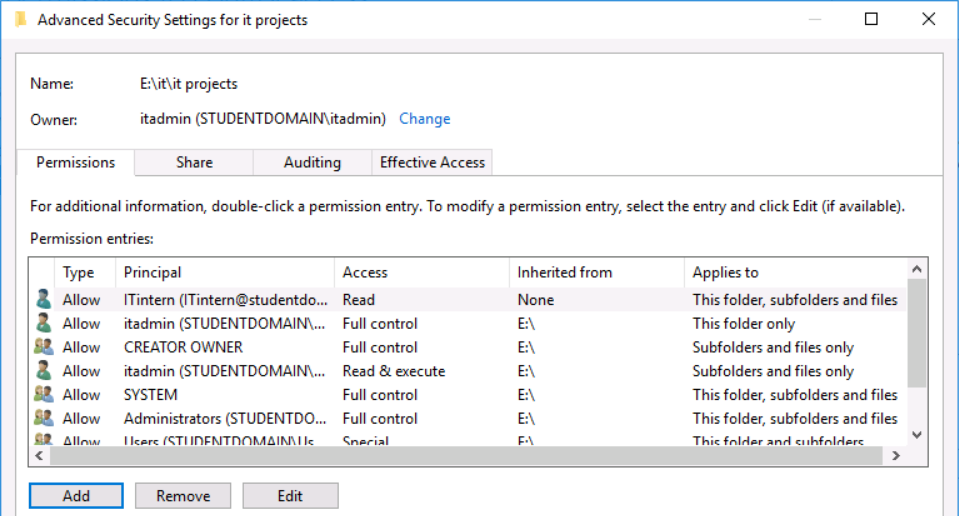 Advanced Security Settings for it projects
Name: E:\it\it projects
Owner: itadmin (STUDENTDOMAIN\itadmin) Change
Permissions Share Auditing Effective Access
For additional information, double-click a permission entry. To modify a permission entry, select the entry and click Edit (if available).
Permission entries:
Type Principal Access Inherited from Applies to
Allow ITintern (ITintern@studentdo... Read None This folder, subfolders and files
Allow itadmin (STUDENTDOMAIN\... Full control E:\ This folder only
Allow CREATOR OWNER Full control E:\ Subfolders and files only
Allow itadmin (STUDENTDOMAIN\... Read & execute E:\ Subfolders and files only
Allow SYSTEM Full control E:\ This folder, subfolders and files
Allow Administrators (STUDENTDO... Full control E:\ This folder, subfolders and files
Allow Users (STUDENTDOMAIN\Us... Special E:\ This folder and subfolders
Add Remove Edit